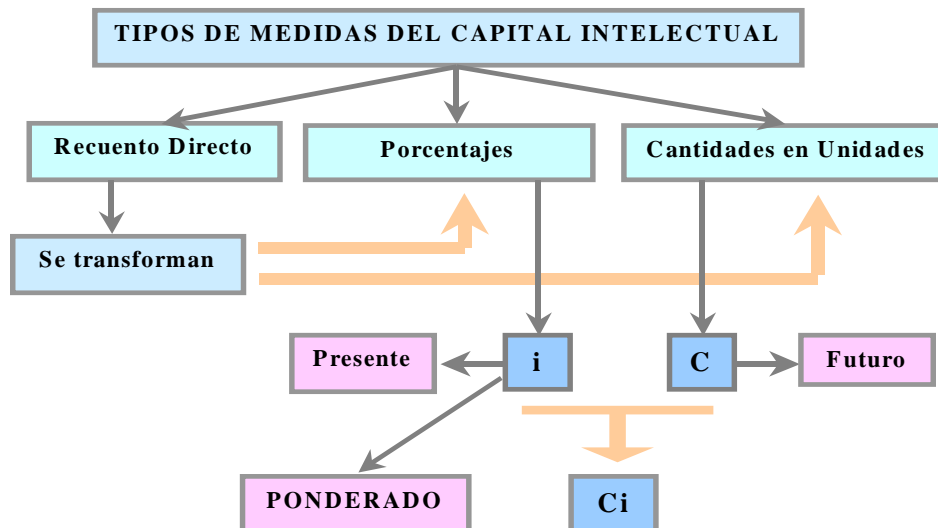 TIPOS DE MEDIDAS DEL CAPITAL INTELECTUAL
Recuento Directo
Porcentajes
Cantidades en Unidades
Se transforman
Presente
i
C
Futuro
PONDERADO
Ci